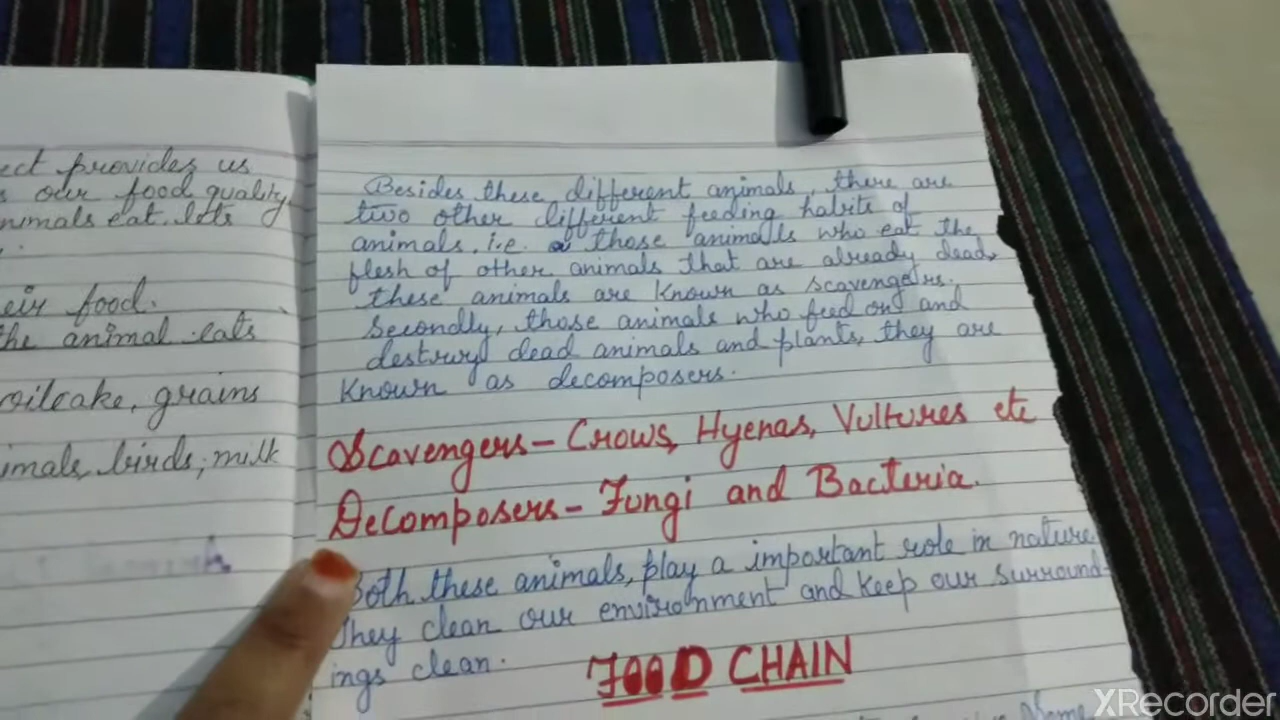 ect provides us
s our food quality,
nimals eat. lets
eir food.
the animal eats
oilcake, grains
imals, birds, milk
Besides these different animals, there are
two other different feeding habits of
animals. i.e. those animals who eat the
flesh of other animals that are already dead,
these animals are known as scavengers.
Secondly, those animals who feed on and
destroy dead animals and plants, they are
known as decomposers.
Scavengers - Crows, Hyenas, Vultures etc
Decomposers - Fungi and Bacteria.
Both these animals, play a important role in nature
They clean our environment and keep our surround-
ings clean.
FOOD CHAIN
XRecorder